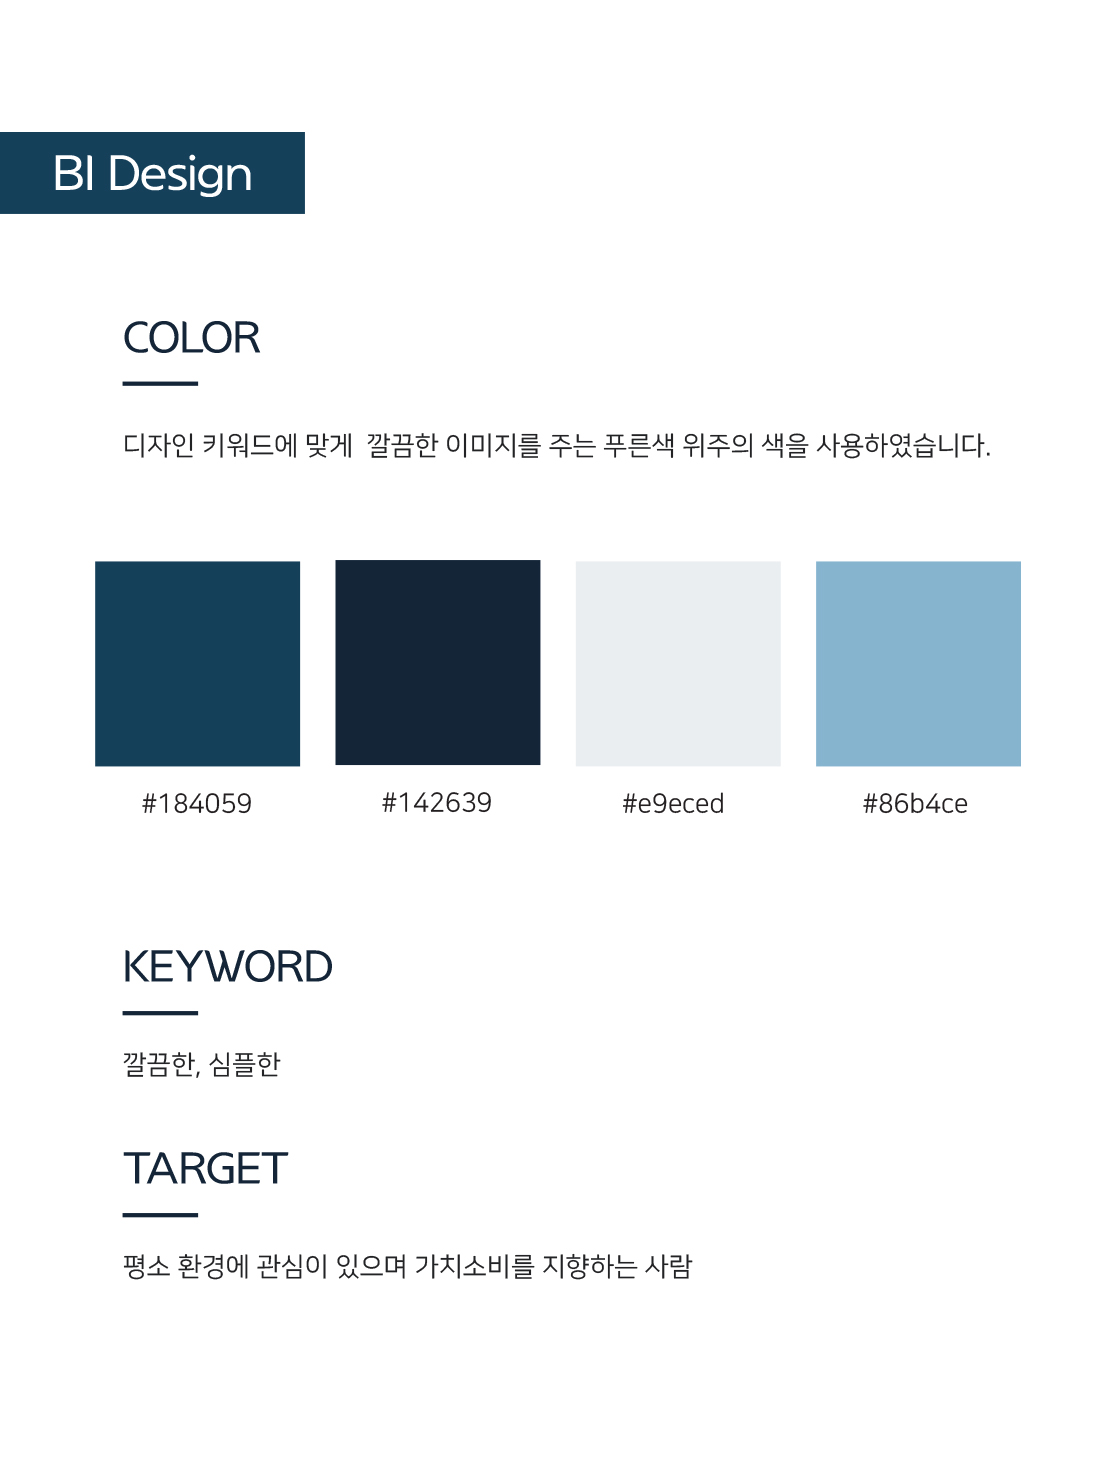 BI Design
COLOR
디자인 키워드에 맞게  깔끔한 이미지를 주는 푸른색 위주의 색을 사용하였습니다.
#184059
#142639
#e9eced
#86b4ce
KEYWORD
깔끔한, 심플한
TARGET
평소 환경에 관심이 있으며 가치소비를 지향하는 사람